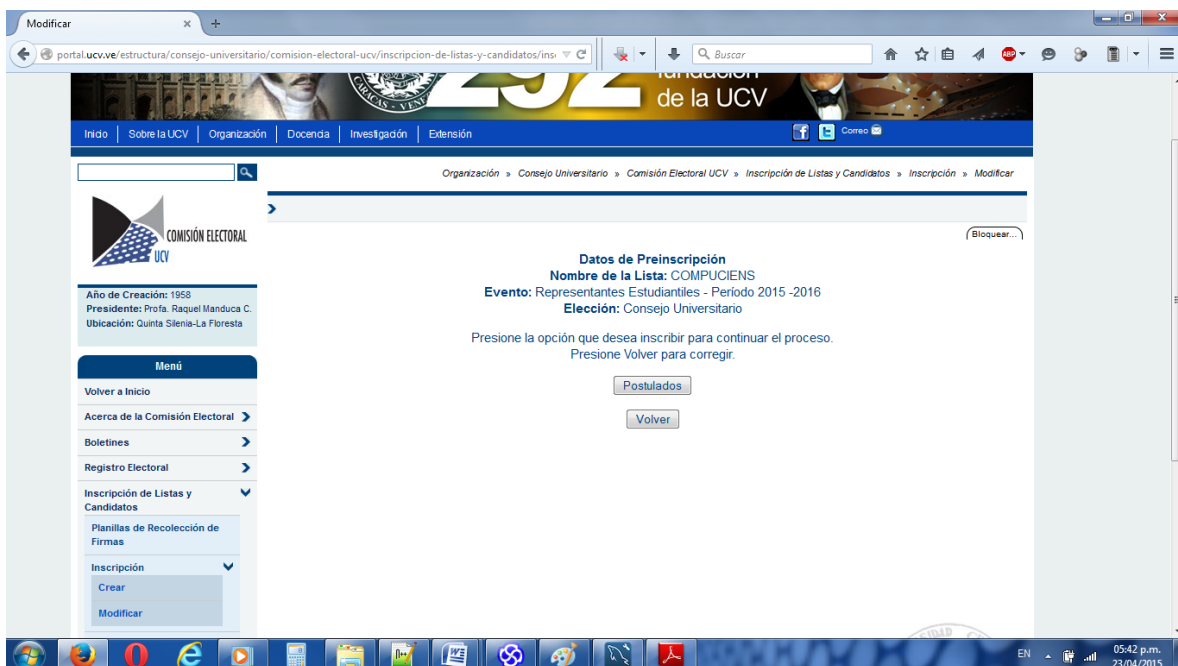 Modificar
portal.ucv.ve/estructura/consejo-universitario/comision-electoral-ucv/inscripcion-de-listas-y-candidatos/ins
Buscar
ABP
CARACAS - VEN
292
fundación
de la UCV
Inicio
Sobre la UCV
Organización
Docencia
Investigación
Extensión
Correo
Organización » Consejo Universitario » Comisión Electoral UCV » Inscripción de Listas y Candidatos » Inscripción » Modificar
COMISIÓN ELECTORAL
UCV
Bloquear...
Datos de Preinscripción
Nombre de la Lista: COMPUCIENS
Evento: Representantes Estudiantiles - Período 2015 -2016
Elección: Consejo Universitario
Presione la opción que desea inscribir para continuar el proceso.
Presione Volver para corregir.
Postulados
Volver
Año de Creación: 1958
Presidente: Profa. Raquel Manduca C.
Ubicación: Quinta Silenia-La Floresta
Menú
Volver a Inicio
Acerca de la Comisión Electoral
Boletines
Registro Electoral
Inscripción de Listas y
Candidatos
Planillas de Recolección de
Firmas
Inscripción
Crear
Modificar
EN
05:42 p.m.
23/04/2015